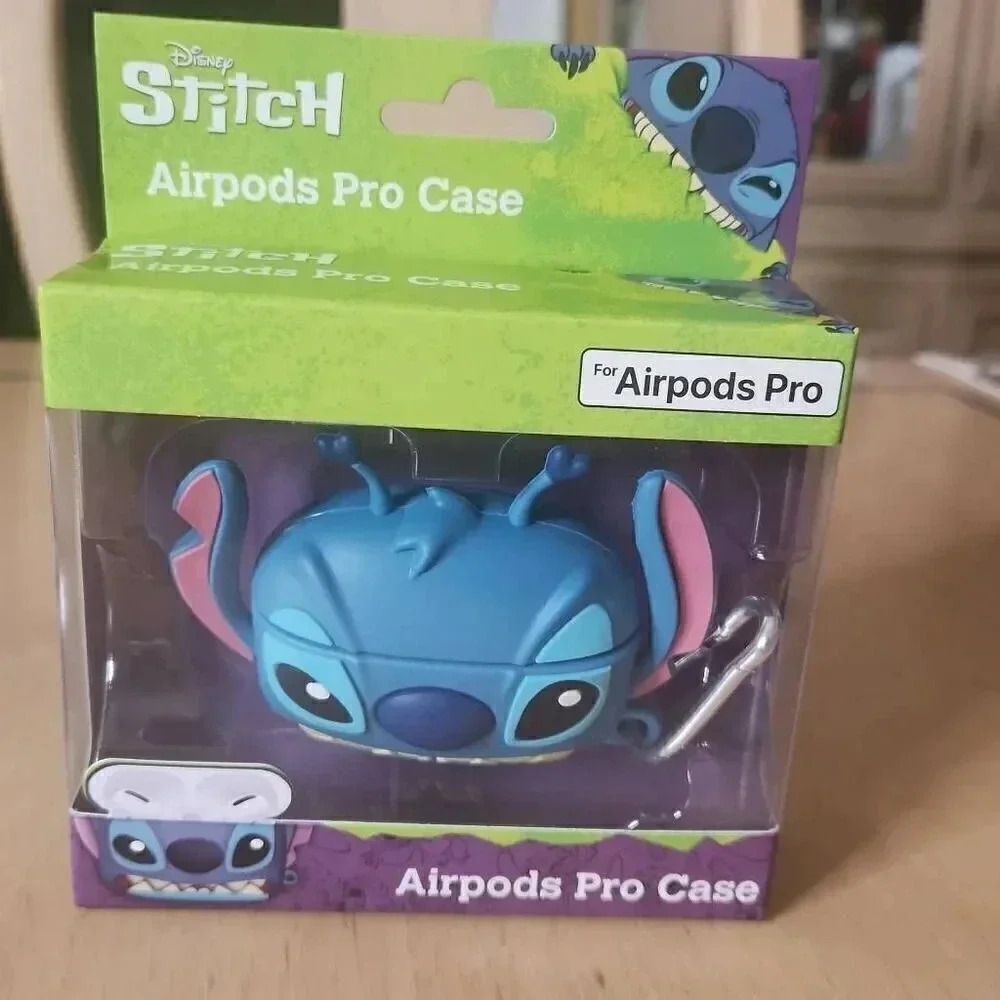 Disney
Stitch
Airpods Pro Case
Stitch
Airpods Pro Case
For Airpods Pro
Airpods Pro Case